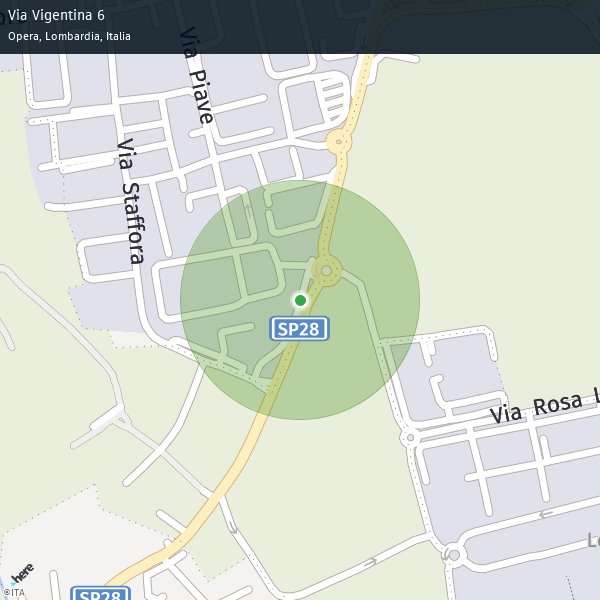 Via Vigentina 6
Opera, Lombardia, Italia
Via Piave
Via Staffora
SP28
Via Rosa L
here
©ITA
SP28